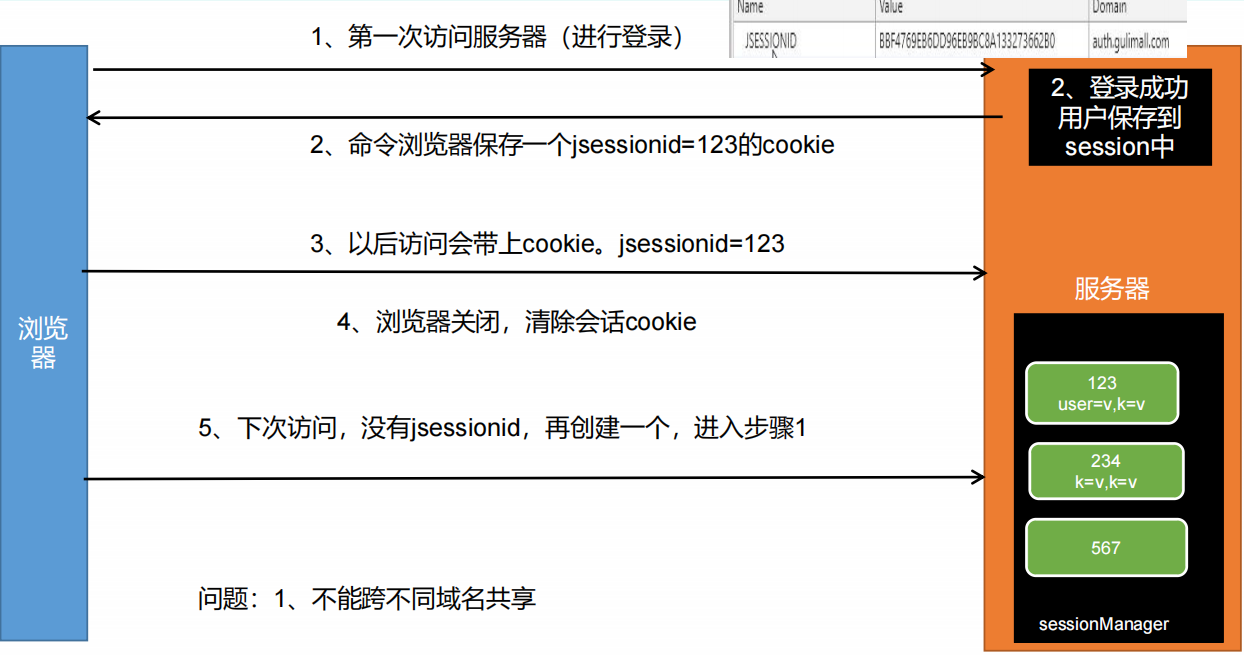 Name Value Domain
JSESSIONID BBF4769EB6DD96EB9BC8A133273662B0 auth.gulimall.com
1、第一次访问服务器（进行登录）
2、登录成功
用户保存到
session中
2、命令浏览器保存一个jsessionid=123的cookie
3、以后访问会带上cookie。jsessionid=123
服务器
浏览
器
4、浏览器关闭，清除会话cookie
123
user=v,k=v
5、下次访问，没有jsessionid，再创建一个，进入步骤1
234
k=v,k=v
567
问题：1、不能跨不同域名共享
sessionManager